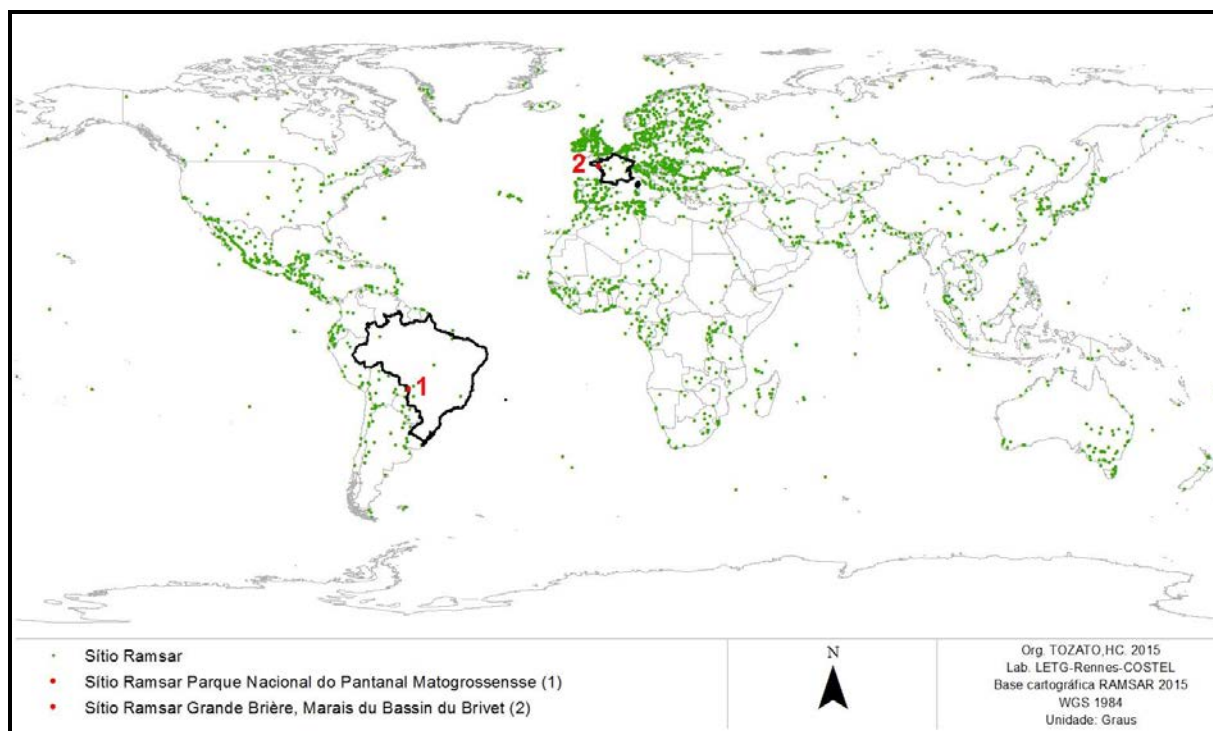 2
1
Sítio Ramsar
Sítio Ramsar Parque Nacional do Pantanal Matogrossensse (1)
Sítio Ramsar Grande Brière, Marais du Bassin du Brivet (2)
N
Org. TOZATO,HC. 2015
Lab. LETG-Rennes-COSTEL
Base cartográfica RAMSAR 2015
WGS 1984
Unidade: Graus